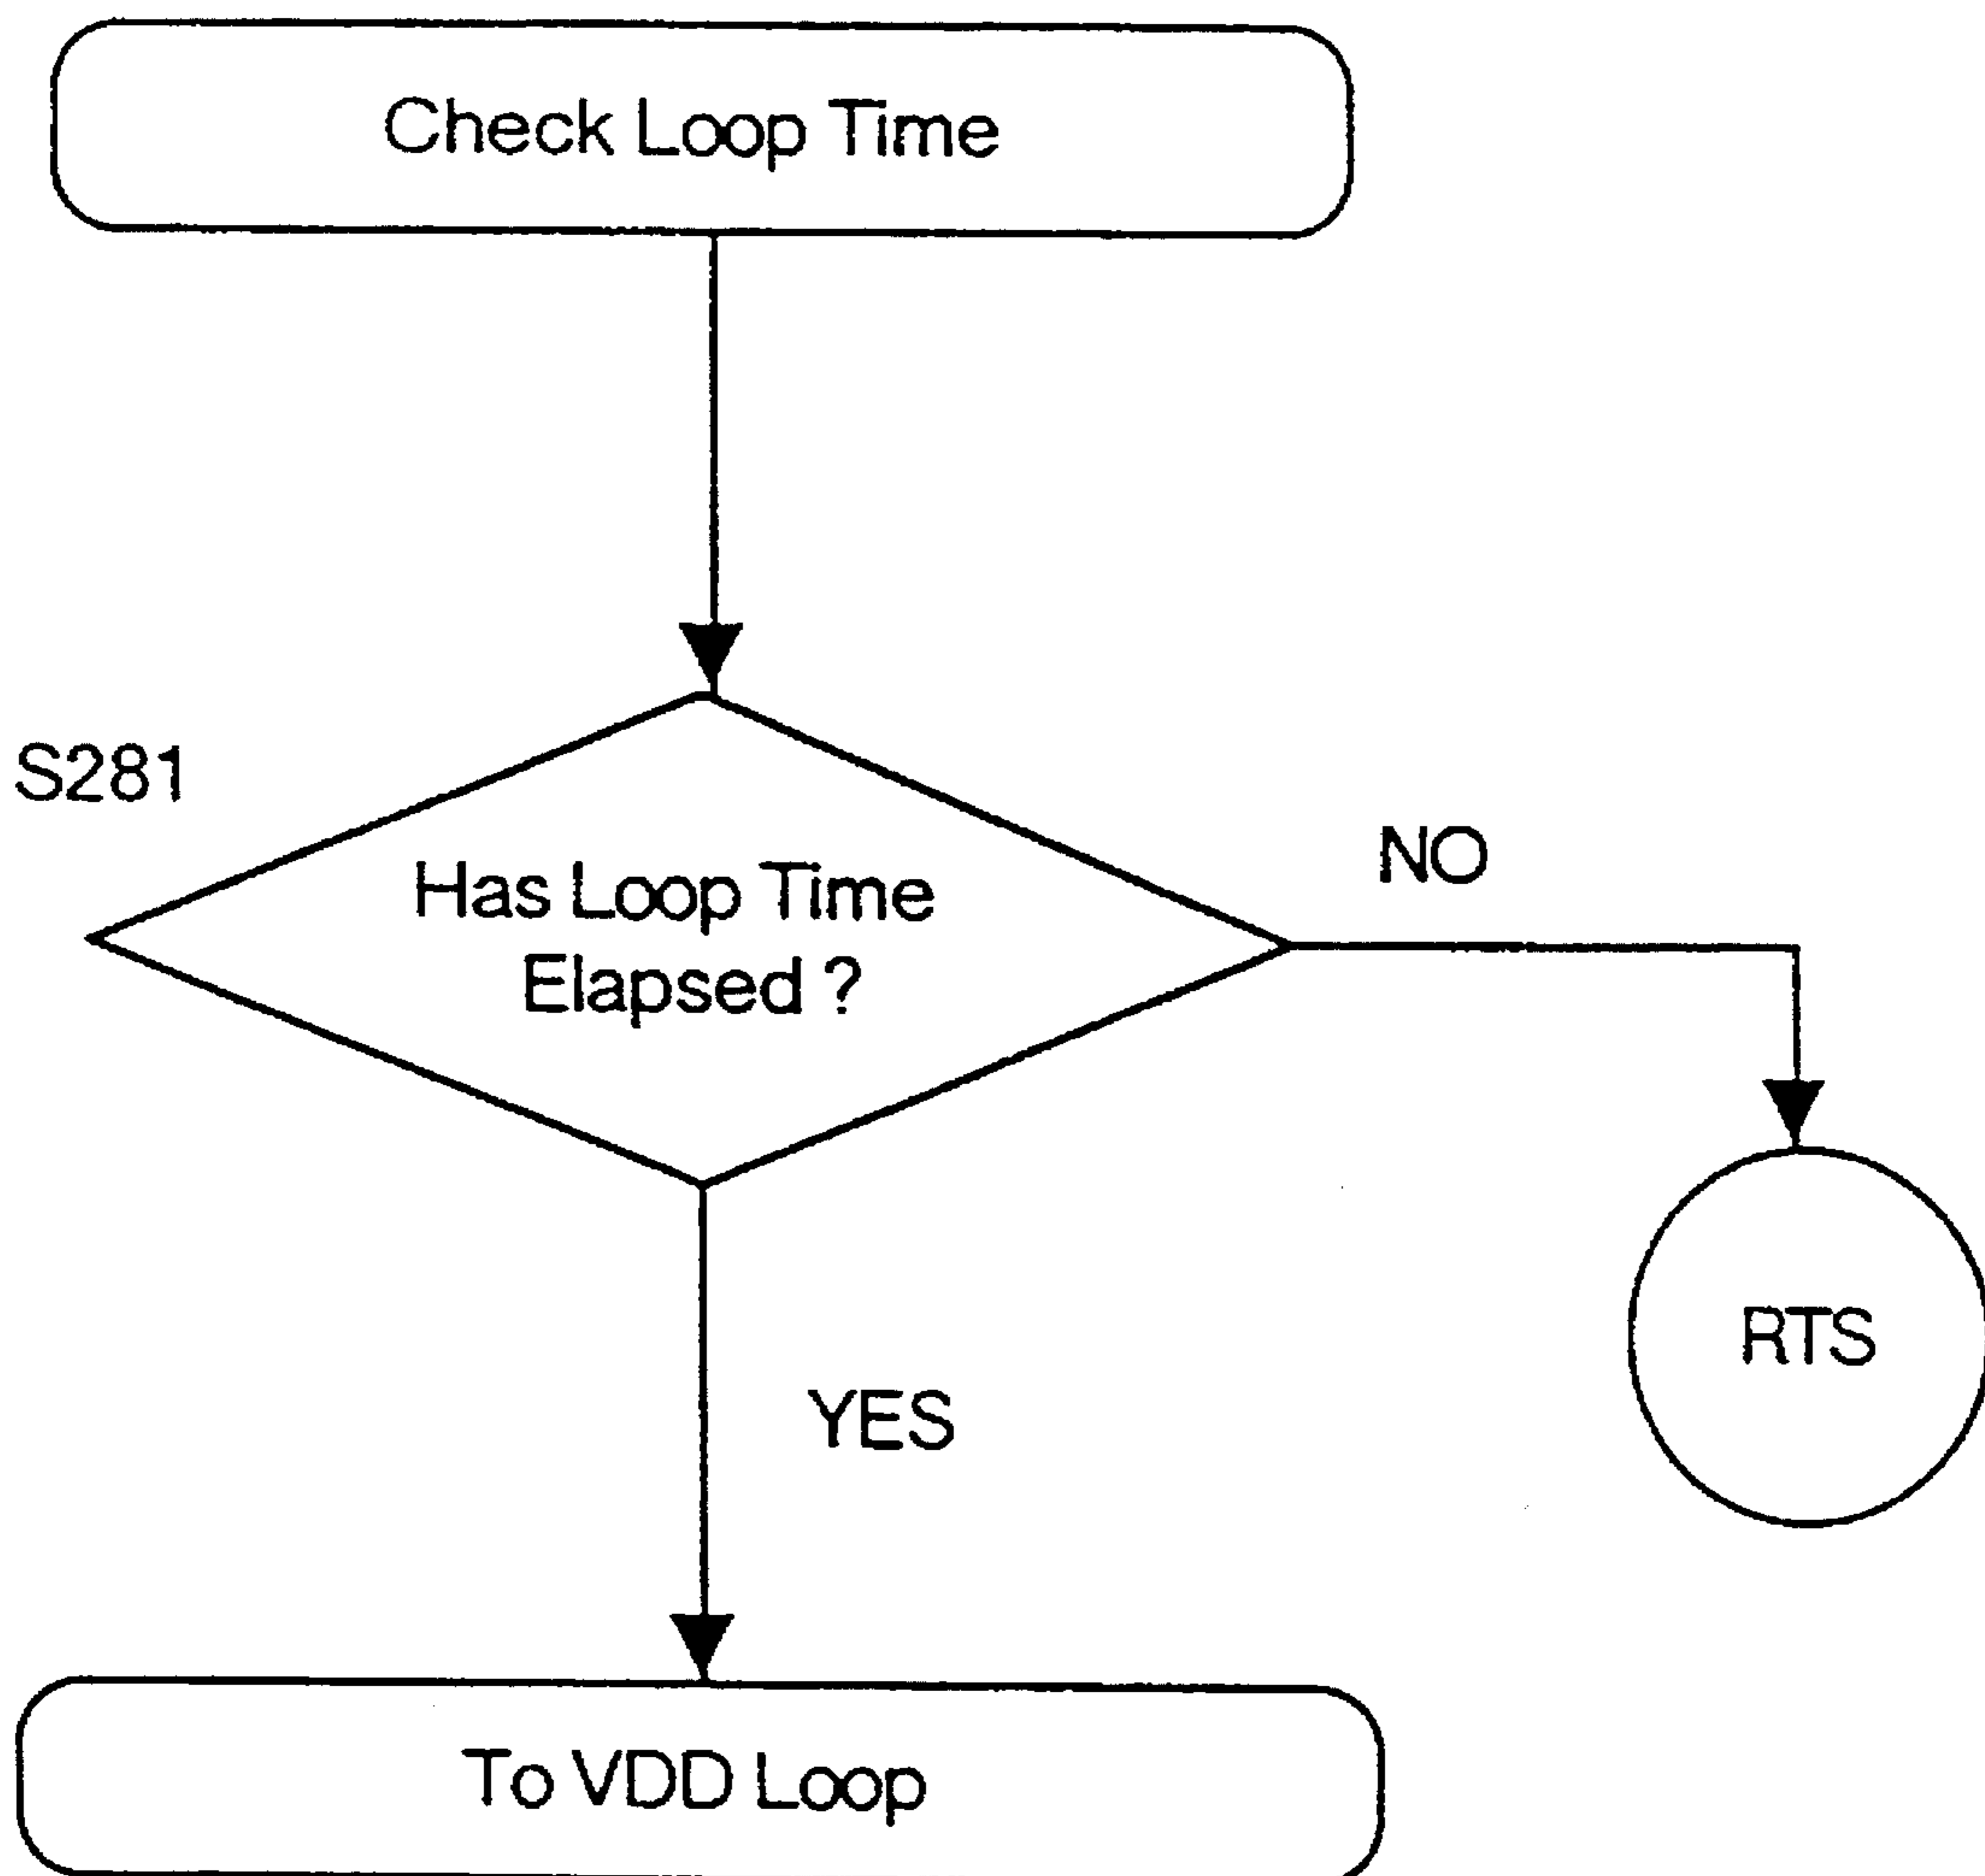 Check Loop Time
S281
Has Loop Time
Elapsed ?
NO
RTS
YES
To VDD Loop